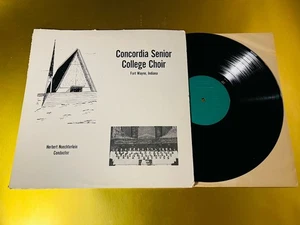 Concordia Senior
College Choir
Fort Wayne, Indiana
Herbert Nuechterlein
Conductor